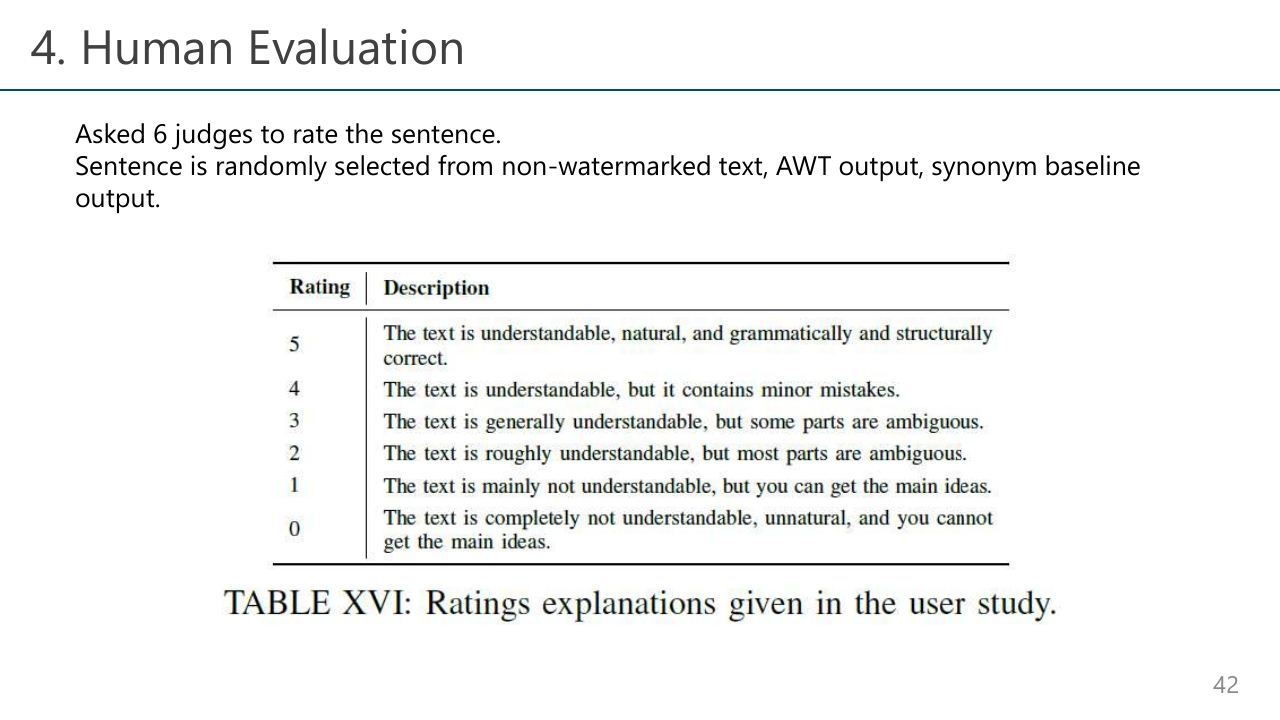 4. Human Evaluation
Asked 6 judges to rate the sentence.
Sentence is randomly selected from non-watermarked text, AWT output, synonym baseline
output.
Rating Description
5 The text is understandable, natural, and grammatically and structurally
correct.
4 The text is understandable, but it contains minor mistakes.
3 The text is generally understandable, but some parts are ambiguous.
2 The text is roughly understandable, but most parts are ambiguous.
1 The text is mainly not understandable, but you can get the main ideas.
0 The text is completely not understandable, unnatural, and you cannot
get the main ideas.
TABLE XVI: Ratings explanations given in the user study.
42